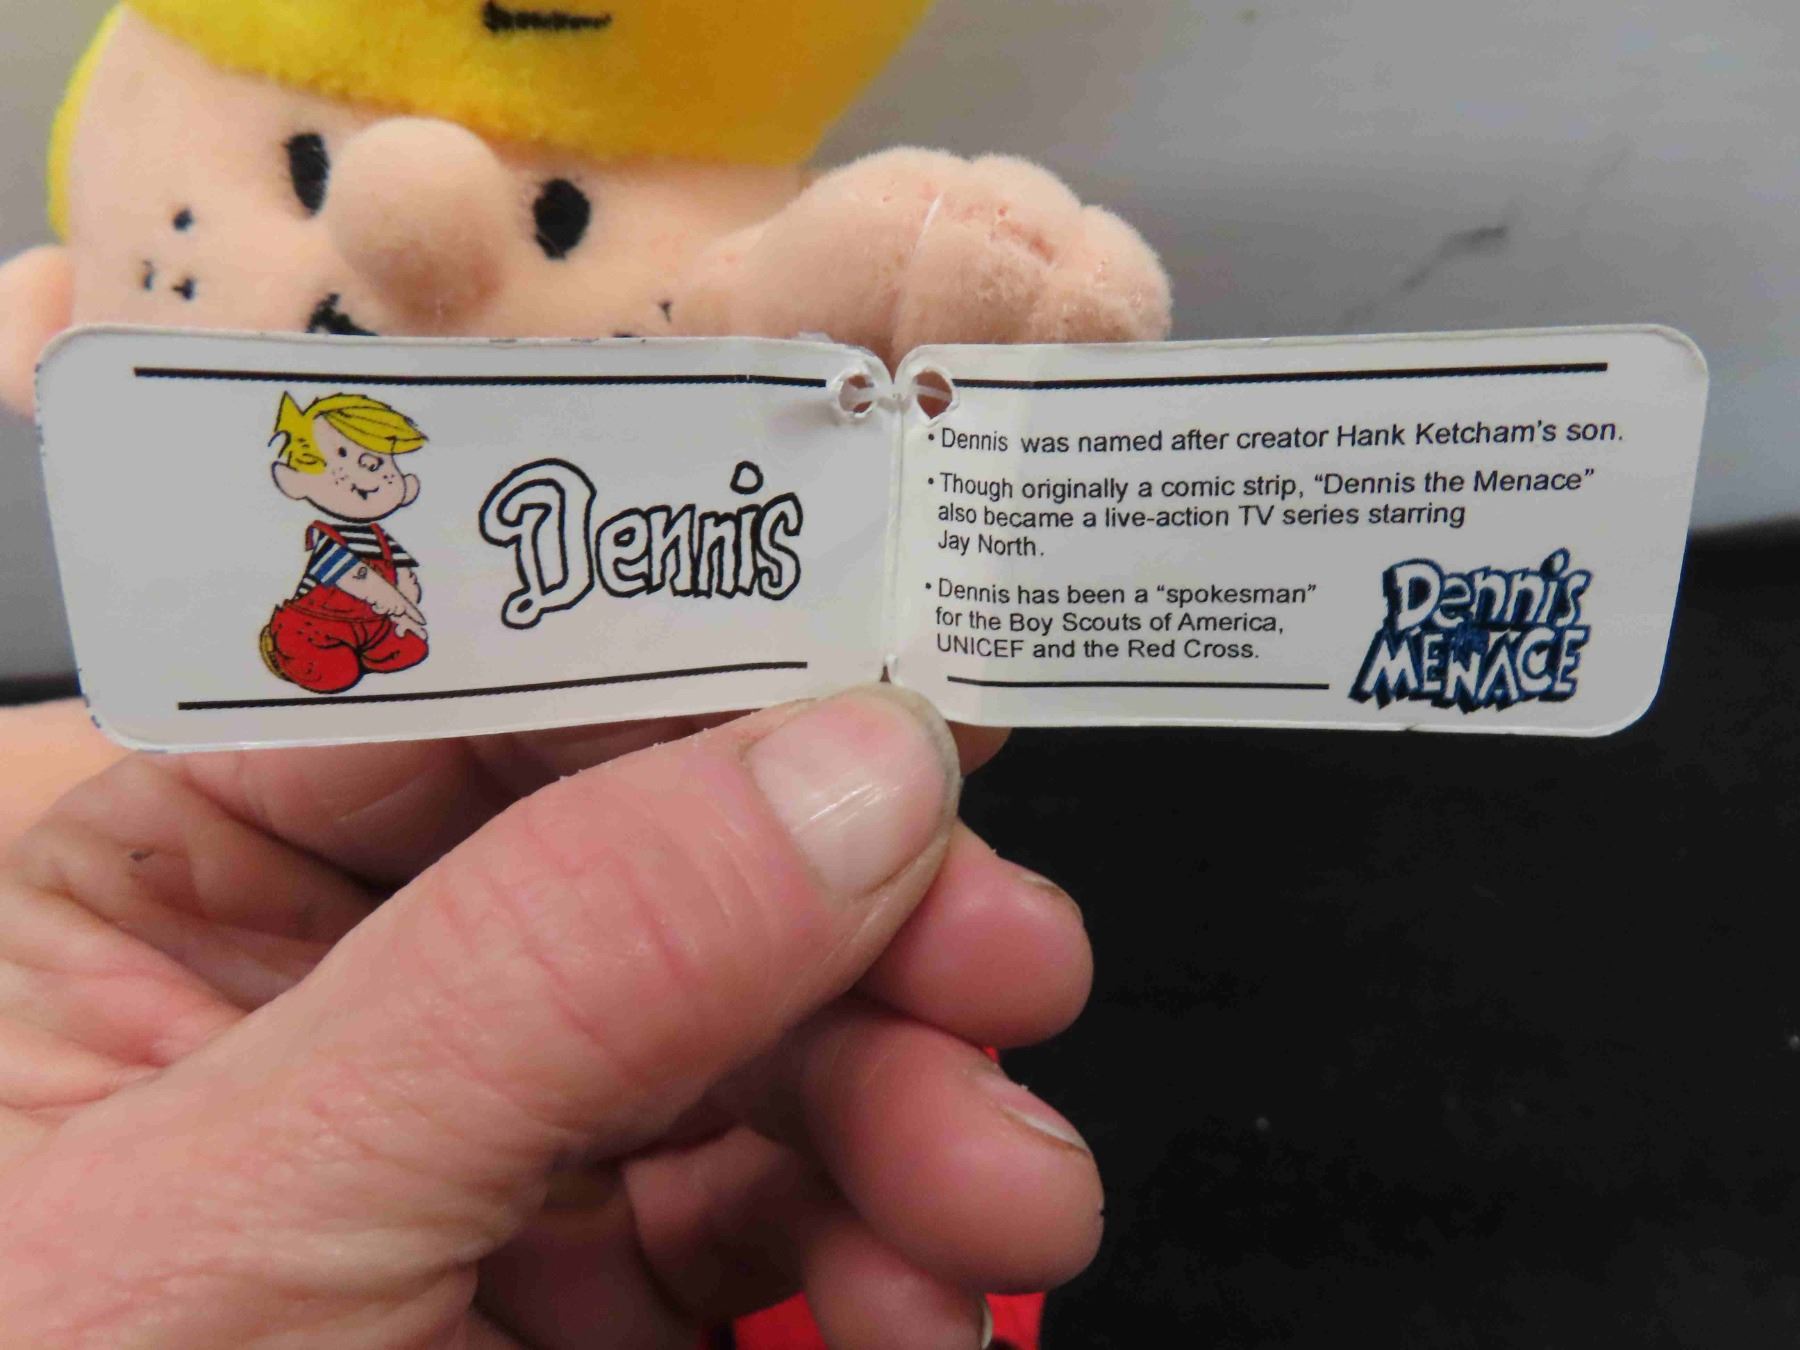 Dennis
• Dennis was named after creator Hank Ketcham's son.
• Though originally a comic strip, "Dennis the Menace"
also became a live-action TV series starring
Jay North.
• Dennis has been a "spokesman"
for the Boy Scouts of America,
UNICEF and the Red Cross.
Dennis
THE
MENACE